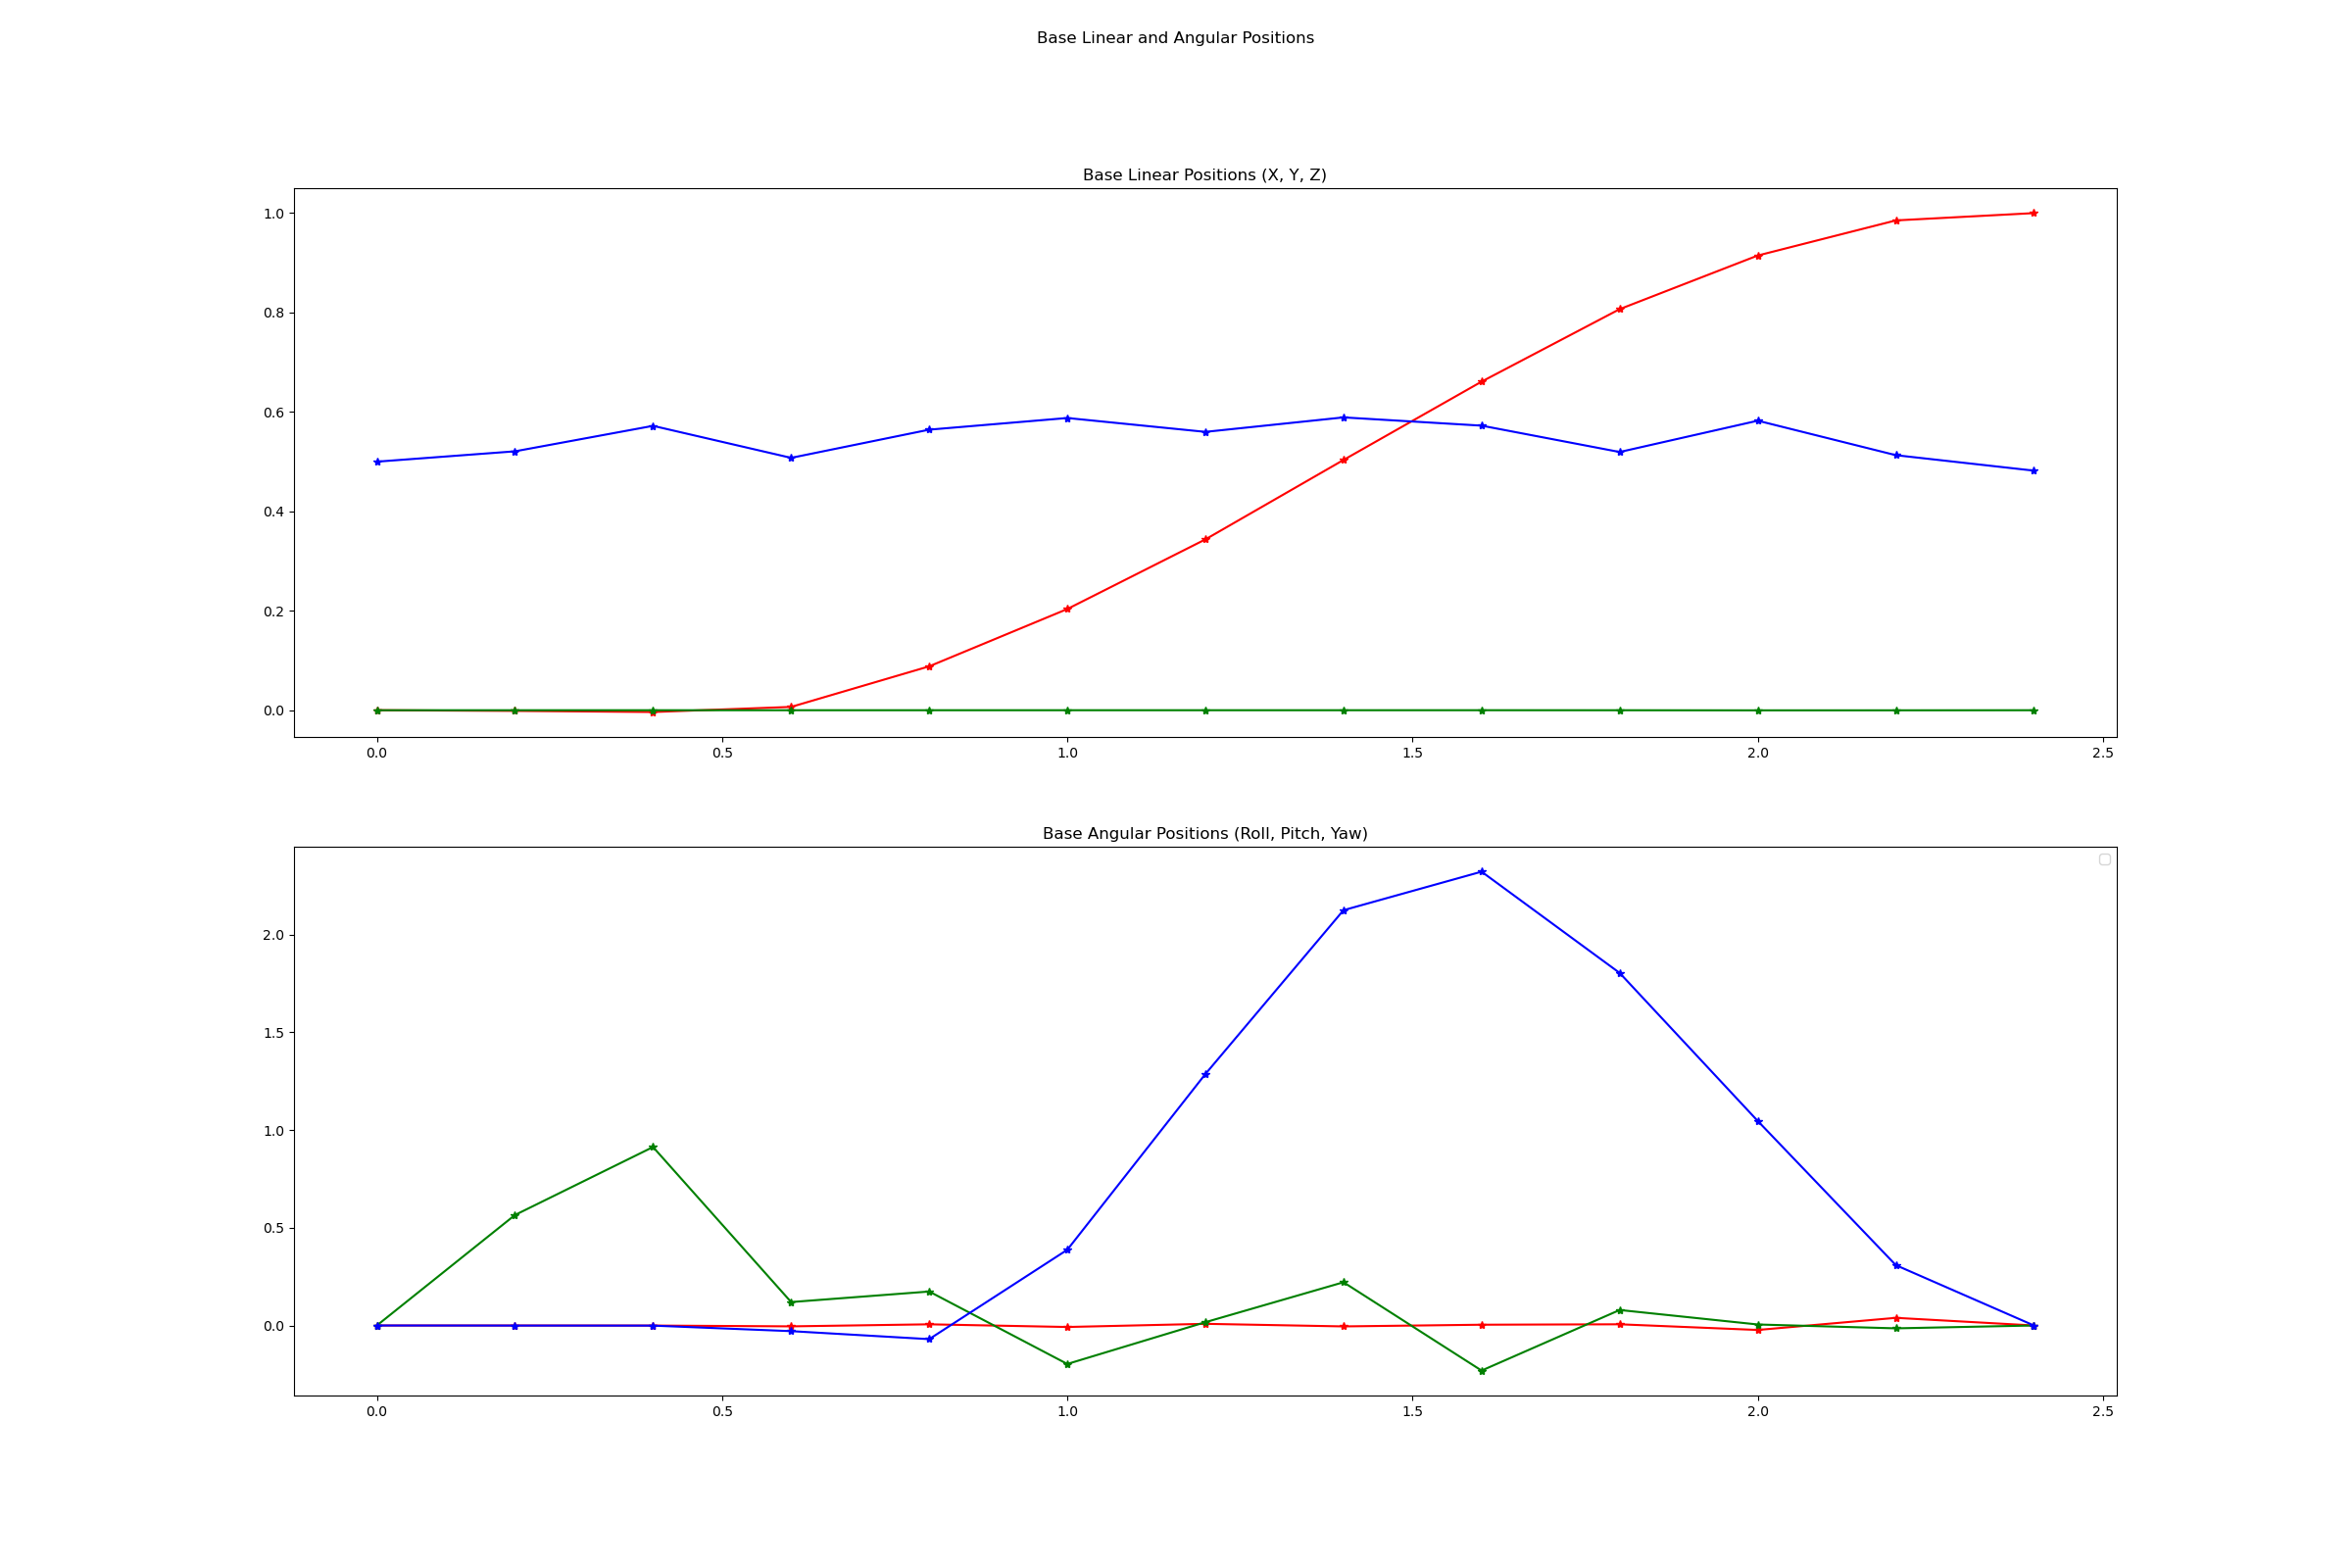 Base Linear and Angular Positions
Base Linear Positions (X, Y, Z)
1.0
0.8
0.6
0.4
0.2
0.0
0.0 0.5 1.0 1.5 2.0 2.5
Base Angular Positions (Roll, Pitch, Yaw)
2.0
1.5
1.0
0.5
0.0
0.0 0.5 1.0 1.5 2.0 2.5